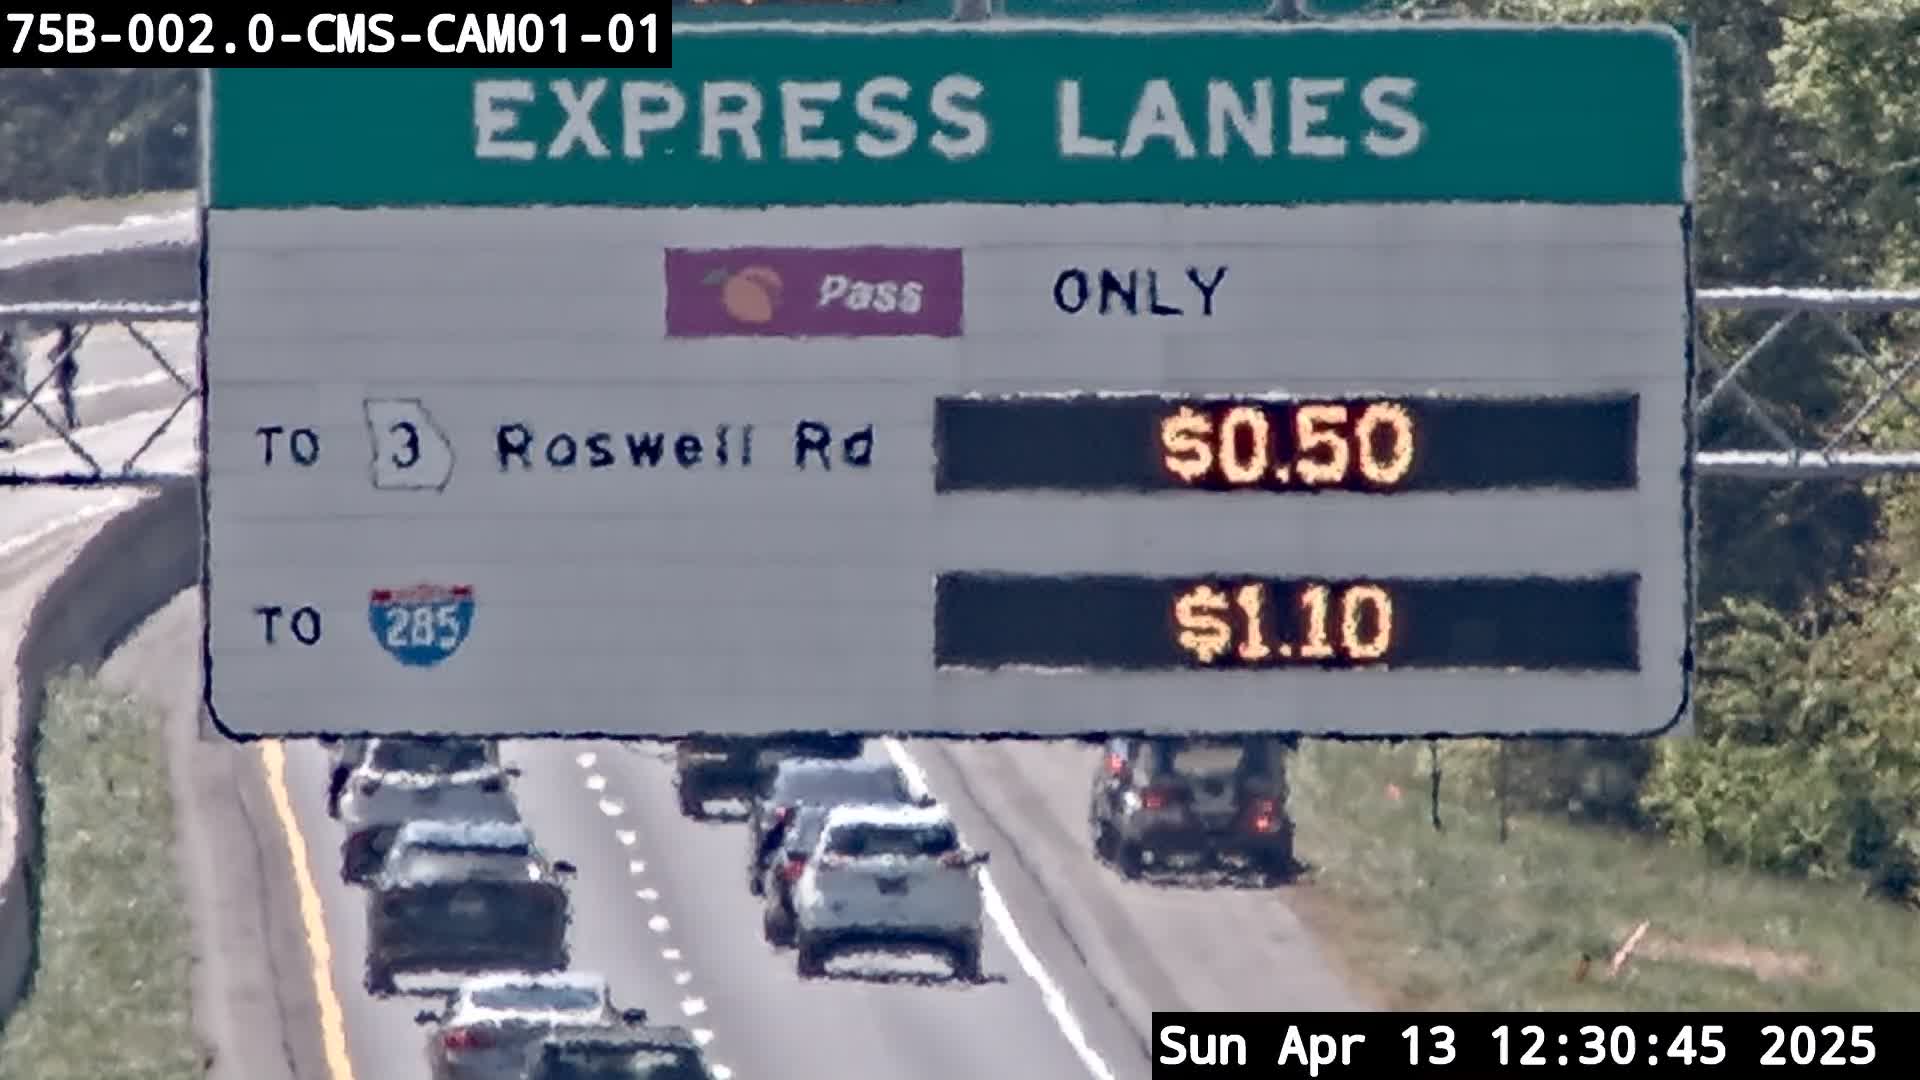 75B-002.0-CMS-CAM01-01
EXPRESS LANES
Pass ONLY
TO 3 Roswell Rd $0.50
TO 285 $1.10
Sun Apr 13 12:30:45 2025